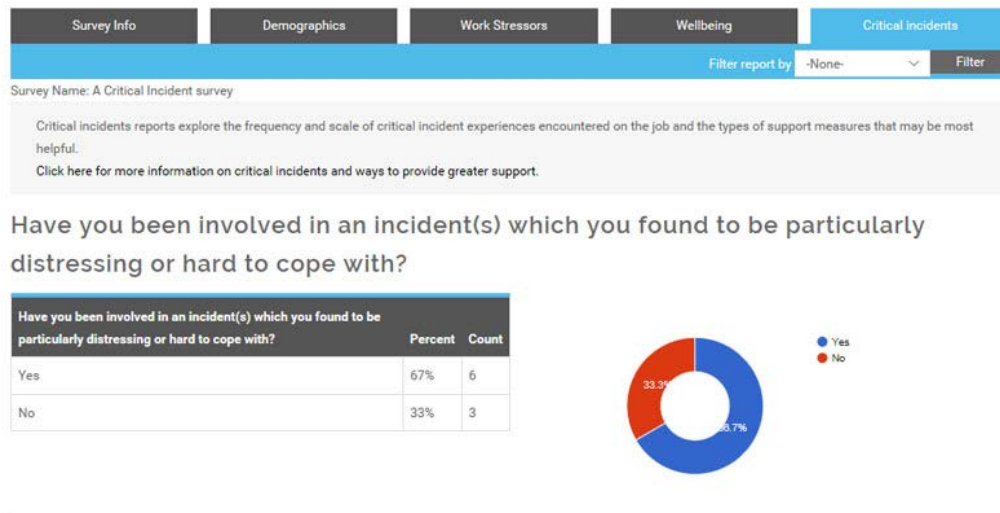 Survey Info Demographics Work Stressors Wellbeing Critical incidents
Filter report by -None- Filter
Survey Name: A Critical Incident survey
Critical incidents reports explore the frequency and scale of critical incident experiences encountered on the job and the types of support measures that may be most
helpful.
Click here for more information on critical incidents and ways to provide greater support.
Have you been involved in an incident(s) which you found to be particularly
distressing or hard to cope with?
Have you been involved in an incident(s) which you found to be
particularly distressing or hard to cope with? Percent Count
Yes 67% 6
No 33% 3
Yes
No
33.3%
66.7%